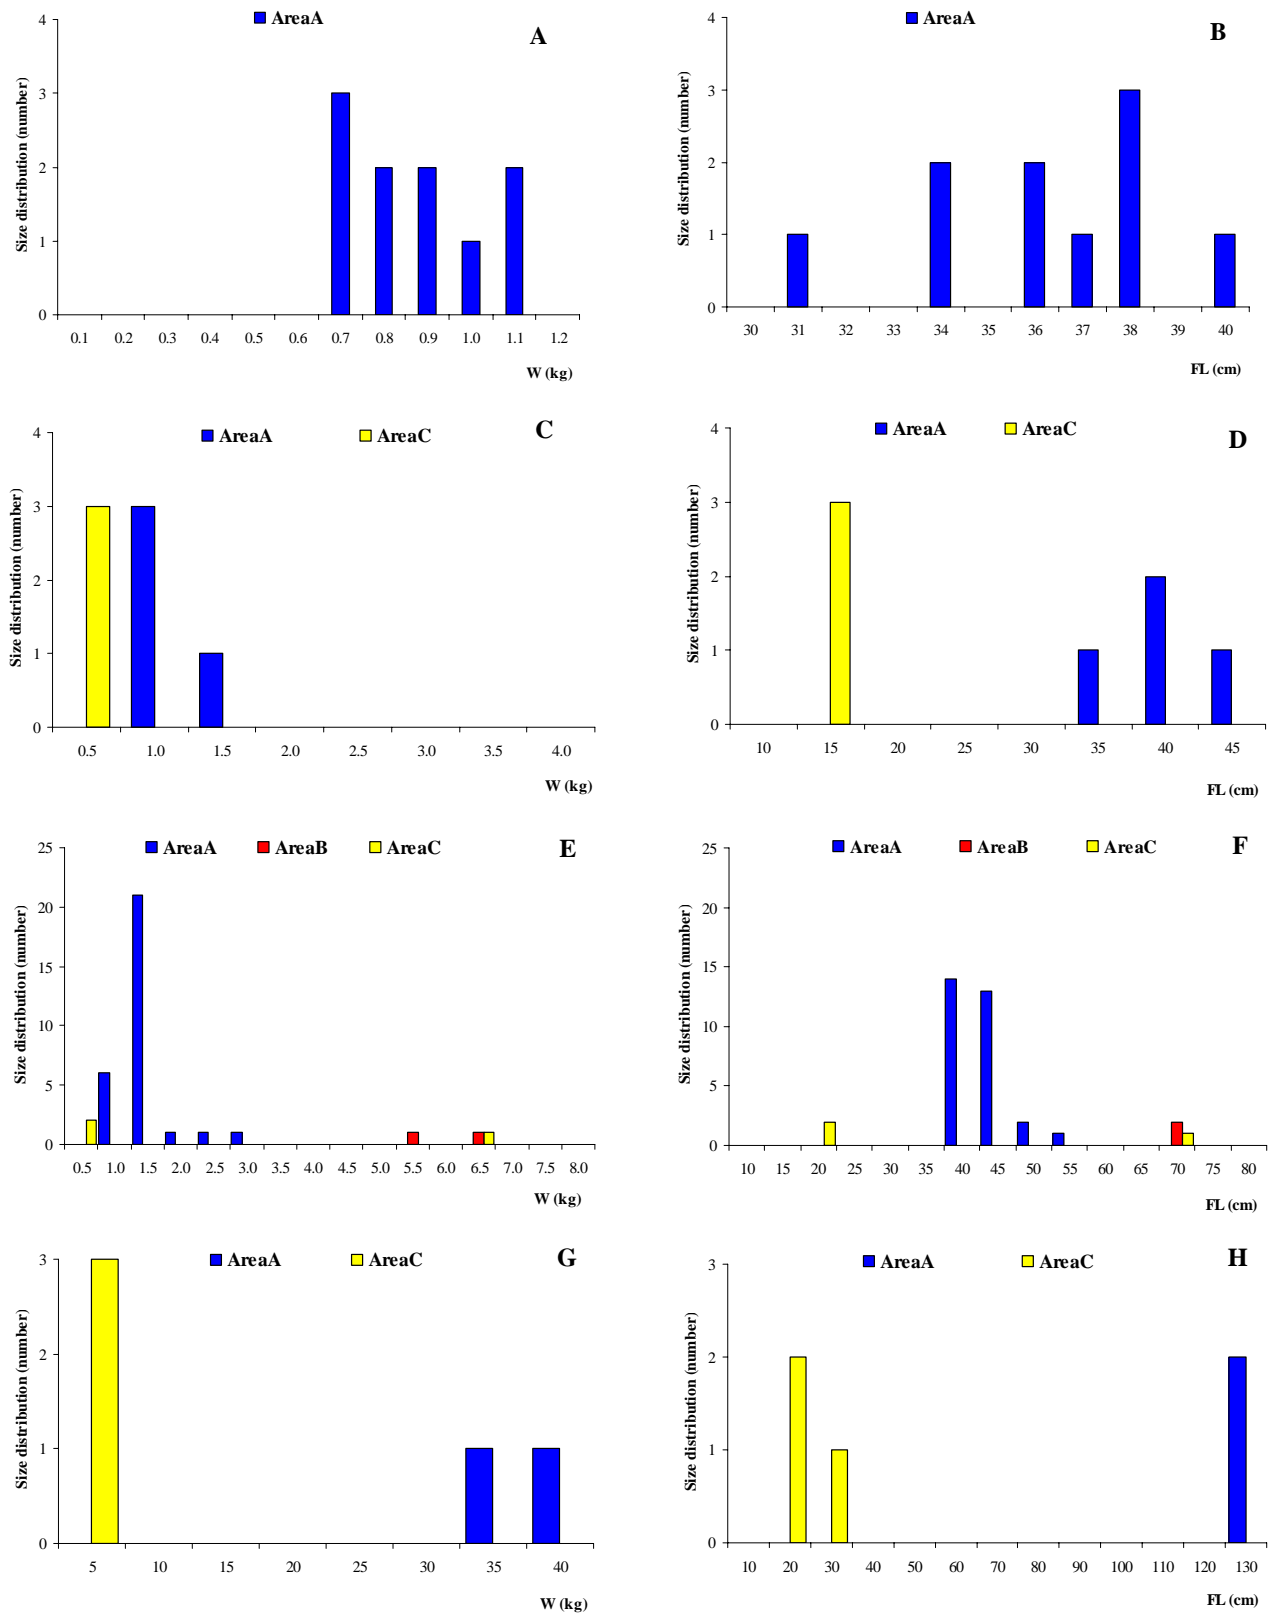 AreaA
A
Size distribution (number)
4
3
2
1
0
0.1 0.2 0.3 0.4 0.5 0.6 0.7 0.8 0.9 1.0 1.1 1.2
W (kg)
AreaA
B
Size distribution (number)
4
3
2
1
0
30 31 32 33 34 35 36 37 38 39 40
FL (cm)
AreaA AreaC
C
Size distribution (number)
4
3
2
1
0
0.5 1.0 1.5 2.0 2.5 3.0 3.5 4.0
W (kg)
AreaA AreaC
D
Size distribution (number)
4
3
2
1
0
10 15 20 25 30 35 40 45
FL (cm)
AreaA AreaB AreaC
E
Size distribution (number)
25
20
15
10
5
0
0.5 1.0 1.5 2.0 2.5 3.0 3.5 4.0 4.5 5.0 5.5 6.0 6.5 7.0 7.5 8.0
W (kg)
AreaA AreaB AreaC
F
Size distribution (number)
25
20
15
10
5
0
10 15 20 25 30 35 40 45 50 55 60 65 70 75 80
FL (cm)
AreaA AreaC
G
Size distribution (number)
3
2
1
0
5 10 15 20 25 30 35 40
W (kg)
AreaA AreaC
H
Size distribution (number)
3
2
1
0
10 20 30 40 50 60 70 80 90 100 110 120 130
FL (cm)